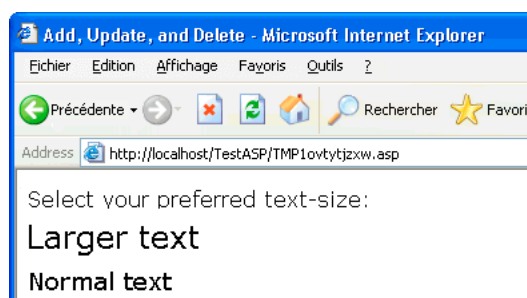 Add, Update, and Delete - Microsoft Internet Explorer
Fichier Edition Affichage Favoris Outils ?
Précédente Rechercher Favori
Address http://localhost/TestASP/TMP1ovtytjzxw.asp
Select your preferred text-size:
Larger text
Normal text